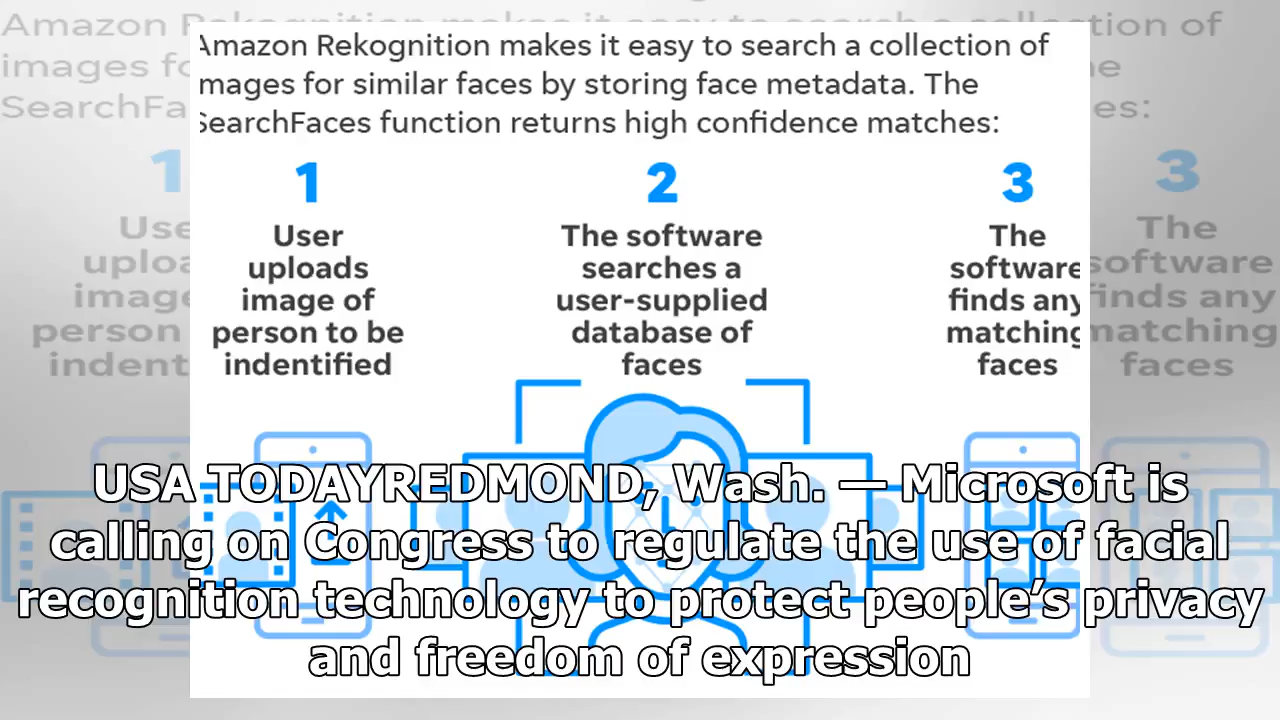 Amazon Rekognition makes it easy to search a collection of
images for similar faces by storing face metadata. The
SearchFaces function returns high confidence matches:
1
User
uploads
image of
person to be
indentified
2
The software
searches a
user-supplied
database of
faces
3
The
software
finds any
matching
faces
USA TODAYREDMOND, Wash. — Microsoft is
calling on Congress to regulate the use of facial
recognition technology to protect people’s privacy
and freedom of expression